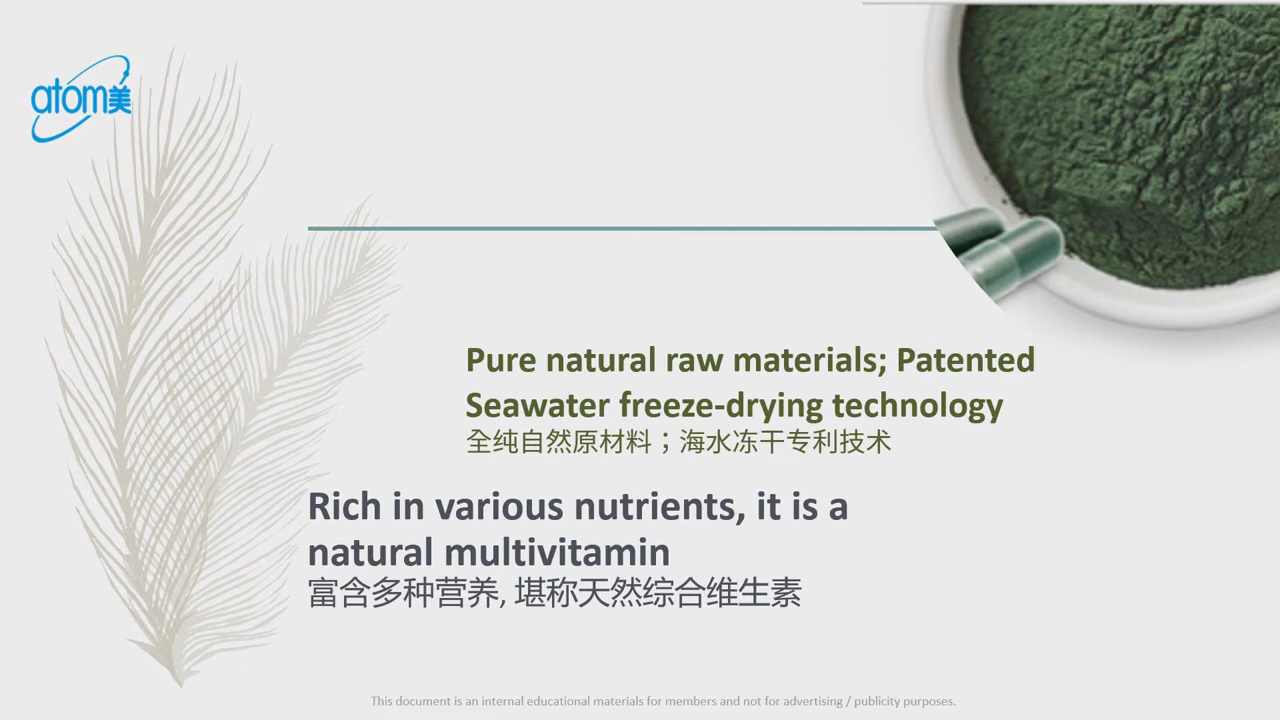 atom美
Pure natural raw materials; Patented
Seawater freeze-drying technology
全纯自然原材料；海水冻干专利技术
Rich in various nutrients, it is a
natural multivitamin
富含多种营养, 堪称天然综合维生素
This document is an internal educational materials for members and not for advertising / publicity purposes.